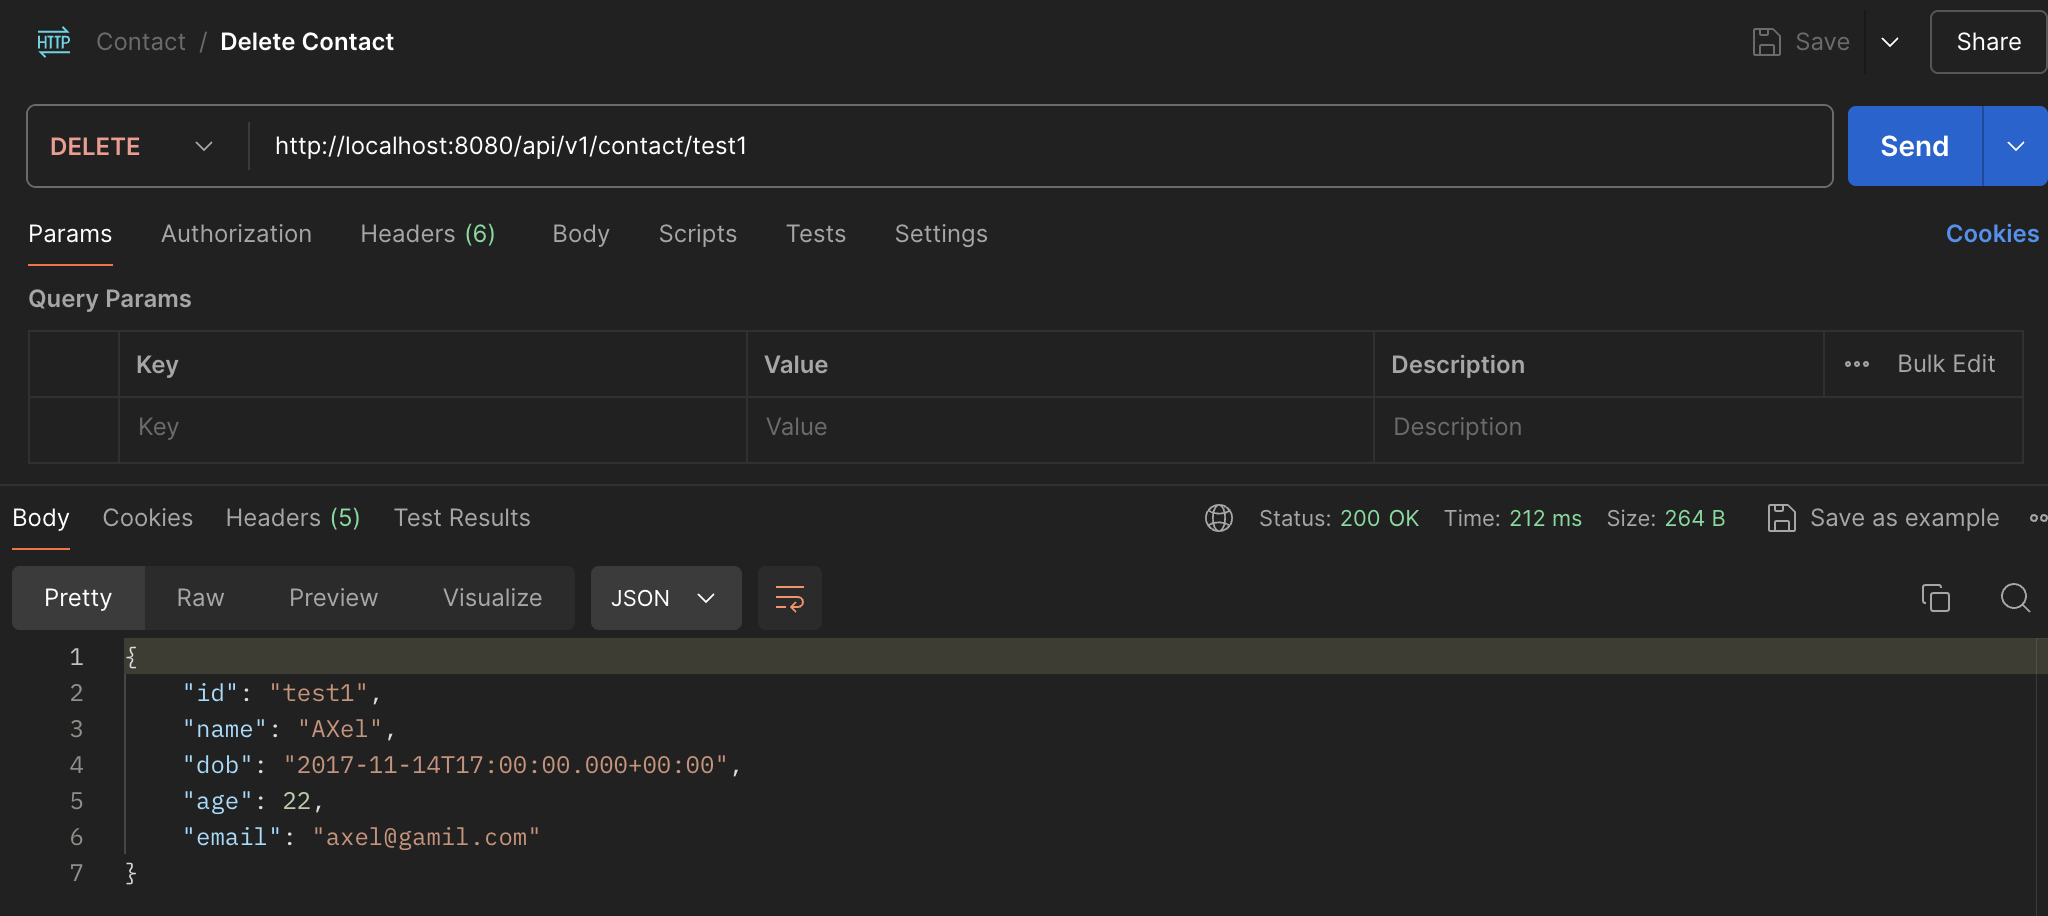 HTTP Contact / Delete Contact Save Share
DELETE http://localhost:8080/api/v1/contact/test1 Send
Params Authorization Headers (6) Body Scripts Tests Settings Cookies
Query Params
Key Value Description Bulk Edit
Key Value Description
Body Cookies Headers (5) Test Results Status: 200 OK Time: 212 ms Size: 264 B Save as example
Pretty Raw Preview Visualize JSON
1 {
2 "id": "test1",
3 "name": "AXel",
4 "dob": "2017-11-14T17:00:00.000+00:00",
5 "age": 22,
6 "email": "axel@gamil.com"
7 }